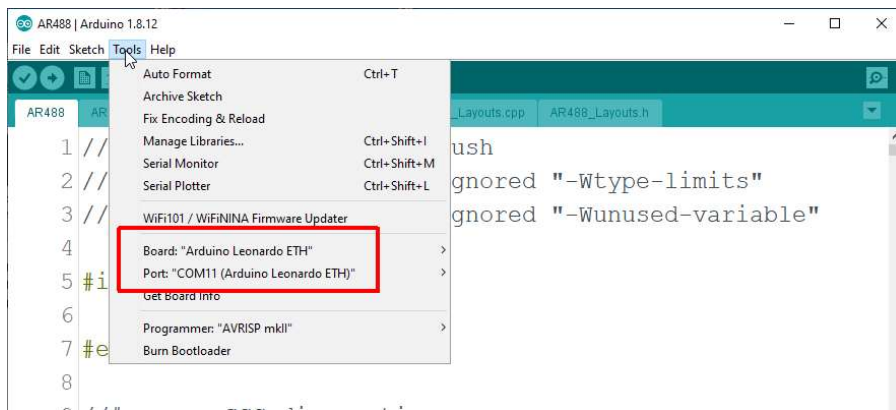 AR488 | Arduino 1.8.12
File Edit Sketch Tools Help
AR488 AR _Layouts.cpp AR488_Layouts.h
Auto Format Ctrl+T
Archive Sketch
Fix Encoding & Reload
Manage Libraries... Ctrl+Shift+I
Serial Monitor Ctrl+Shift+M
Serial Plotter Ctrl+Shift+L
WiFi101 / WiFiNINA Firmware Updater
Board: "Arduino Leonardo ETH"
Port: "COM11 (Arduino Leonardo ETH)"
Get Board Info
Programmer: "AVRISP mkII"
Burn Bootloader
1 // ush
2 // gnored "-Wtype-limits"
3 // gnored "-Wunused-variable"
4
5 #i
6
7 #e
8